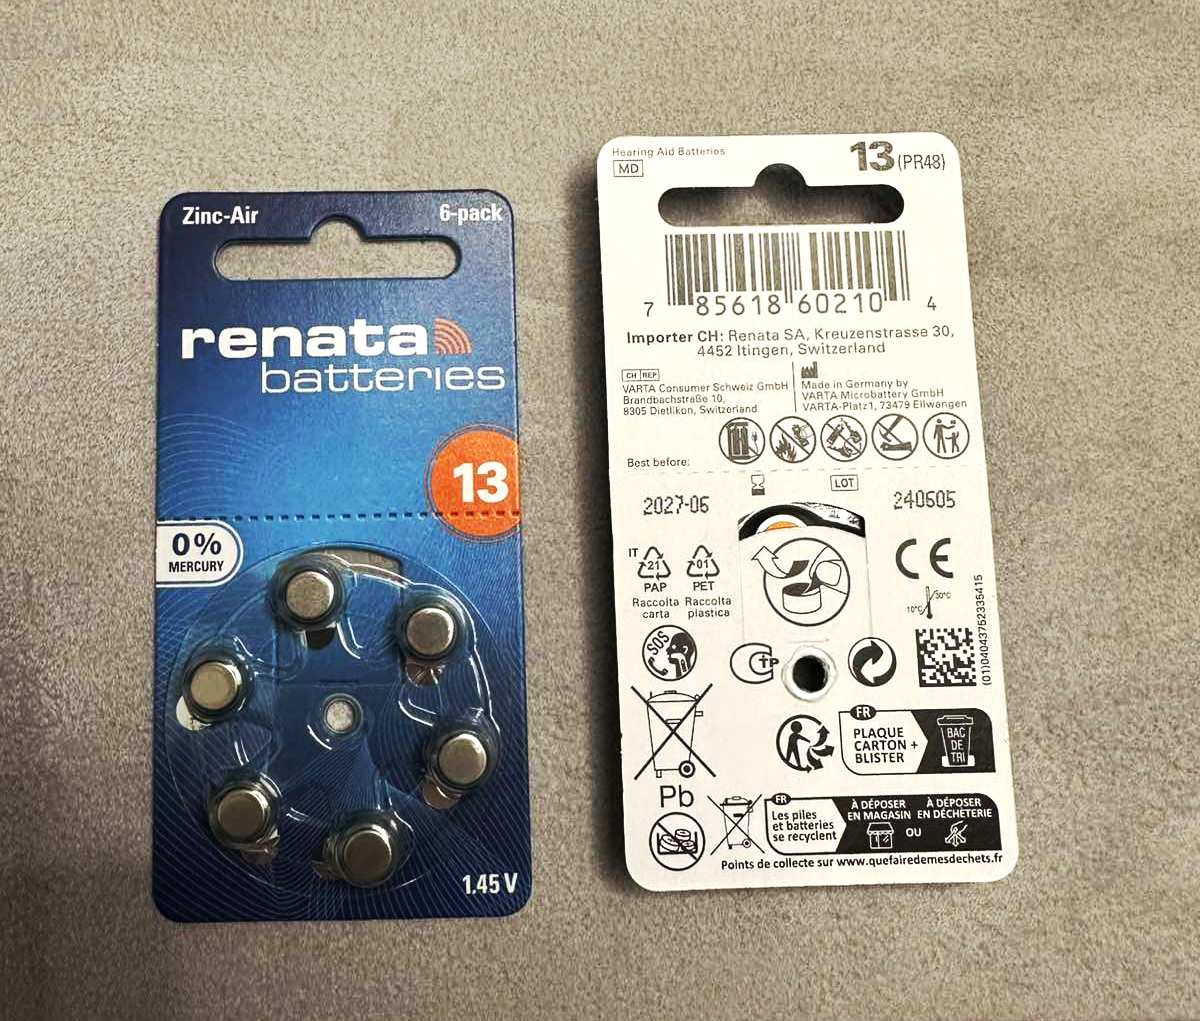 Zinc-Air
6-pack
renata
batteries
13
0%
MERCURY
1.45 V
Hearing Aid Batteries
MD
13 (PR48)
7 85618 60210 4
Importer CH: Renata SA, Kreuzenstrasse 30,
4452 Itingen, Switzerland
CH REP
VARTA Consumer Schweiz GmbH
Brandbachstraße 10,
8305 Dietlikon, Switzerland
Made in Germany by
VARTA Microbattery GmbH
VARTA-Platz1, 73479 Ellwangen
Best before:
2027-06
LOT
240605
IT
21
PAP
Raccolta
carta
01
PET
Raccolta
plastica
CE
10°C
30°C
SOS
(01)04043752335415
FR
PLAQUE
CARTON +
BLISTER
BAC
DE
TRI
Pb
FR
Les piles
et batteries
se recyclent
À DÉPOSER
EN MAGASIN
OU
À DÉPOSER
EN DÉCHÈTERIE
Points de collecte sur www.quefairedemesdechets.fr